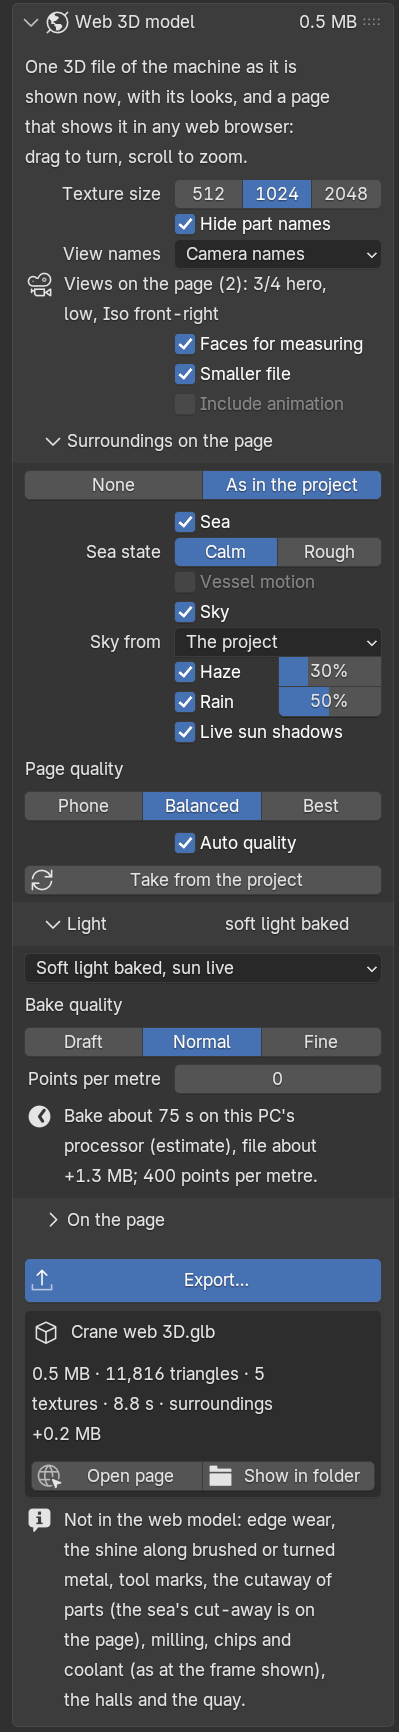 Web 3D model 0.5 MB
One 3D file of the machine as it is
shown now, with its looks, and a page
that shows it in any web browser:
drag to turn, scroll to zoom.
Texture size 512 1024 2048
Hide part names
View names Camera names
Views on the page (2): 3/4 hero,
low, Iso front-right
Faces for measuring
Smaller file
Include animation
Surroundings on the page
None As in the project
Sea
Sea state Calm Rough
Vessel motion
Sky
Sky from The project
Haze 30%
Rain 50%
Live sun shadows
Page quality
Phone Balanced Best
Auto quality
Take from the project
Light soft light baked
Soft light baked, sun live
Bake quality
Draft Normal Fine
Points per metre 0
Bake about 75 s on this PC's
processor (estimate), file about
+1.3 MB; 400 points per metre.
On the page
Export...
Crane web 3D.glb
0.5 MB · 11,816 triangles · 5
textures · 8.8 s · surroundings
+0.2 MB
Open page Show in folder
Not in the web model: edge wear,
the shine along brushed or turned
metal, tool marks, the cutaway of
parts (the sea's cut-away is on
the page), milling, chips and
coolant (as at the frame shown),
the halls and the quay.